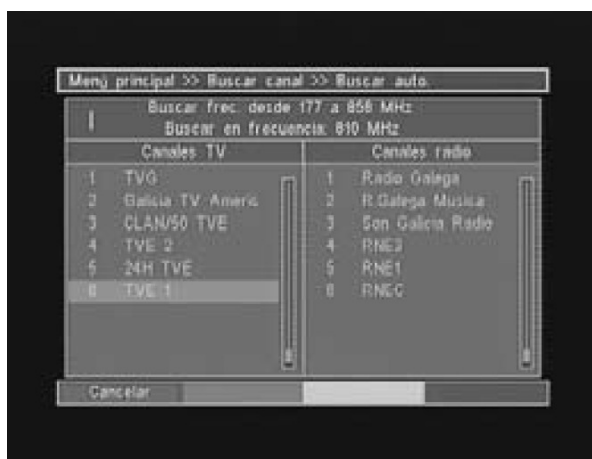 Menú principal >> Buscar canal >> Buscar auto.
Buscar frec. desde 177 a 858 MHz
Buscar en frecuencia: 810 MHz
Canales TV
Canales radio
1 TVG
2 Galicia TV Americ
3 CLAN/50 TVE
4 TVE 2
5 24H TVE
6 TVE 1
1 Radio Galega
2 R.Galega Musica
3 Son Galicia Radio
4 RNE3
5 RNE1
6 RNEC
Cancelar